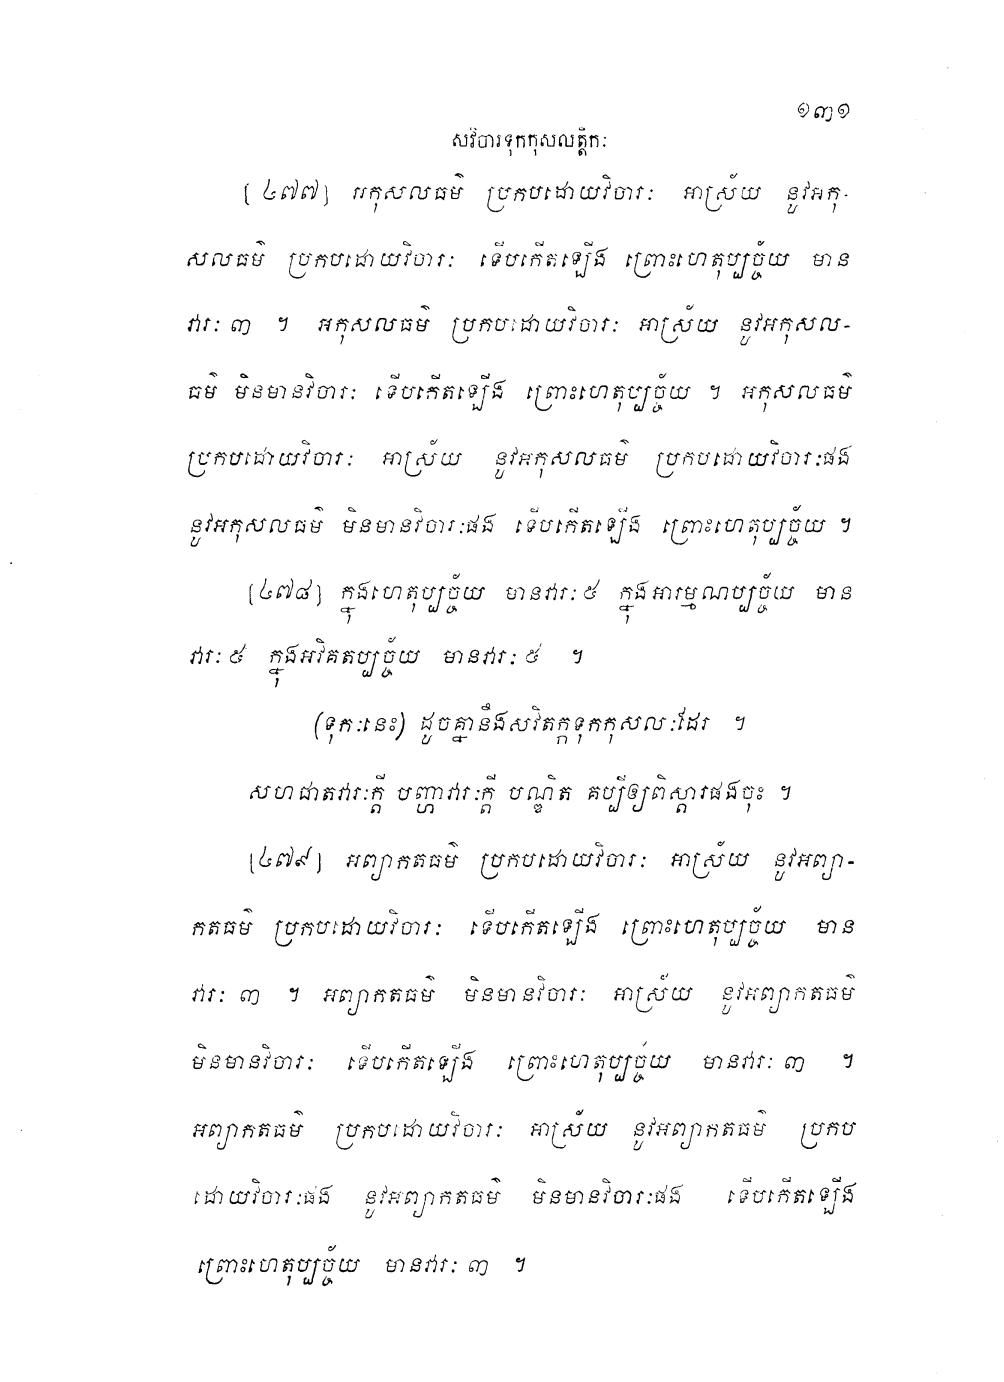 ១៣១
សវិចារទុកកុសលត្តិកៈ
[៤៧៧] អកុសលធម៌ ប្រកបដោយវិចារៈ អាស្រ័យ នូវអកុ-
សលធម៌ ប្រកបដោយវិចារៈ ទើបកើតឡើង ព្រោះហេតុប្បច្ច័យ មាន
វារៈ ៣ ។ អកុសលធម៌ ប្រកបដោយវិចារៈ អាស្រ័យ នូវអកុសល-
ធម៌ មិនមានវិចារៈ ទើបកើតឡើង ព្រោះហេតុប្បច្ច័យ ។ អកុសលធម៌
ប្រកបដោយវិចារៈ អាស្រ័យ នូវអកុសលធម៌ ប្រកបដោយវិចារៈផង
នូវអកុសលធម៌ មិនមានវិចារៈផង ទើបកើតឡើង ព្រោះហេតុប្បច្ច័យ ។
[៤៧៨] ក្នុងហេតុប្បច្ច័យ មានវារៈ ៥ ក្នុងអារម្មណប្បច្ច័យ មាន
វារៈ ៥ ក្នុងអវិគតប្បច្ច័យ មានវារៈ ៥ ។
(ទុកៈនេះ) ដូចគ្នានឹងសវិតក្កទុកកុសលៈដែរ ។
សហជាតវារៈក្តី បញ្ហាវារៈក្តី បណ្ឌិត គប្បីឲ្យពិស្តារផងចុះ ។
[៤៧៩] អព្យាកតធម៌ ប្រកបដោយវិចារៈ អាស្រ័យ នូវអព្យា-
កតធម៌ ប្រកបដោយវិចារៈ ទើបកើតឡើង ព្រោះហេតុប្បច្ច័យ មាន
វារៈ ៣ ។ អព្យាកតធម៌ មិនមានវិចារៈ អាស្រ័យ នូវអព្យាកតធម៌
មិនមានវិចារៈ ទើបកើតឡើង ព្រោះហេតុប្បច្ច័យ មានវារៈ ៣ ។
អព្យាកតធម៌ ប្រកបដោយវិចារៈ អាស្រ័យ នូវអព្យាកតធម៌ ប្រកប
ដោយវិចារៈផង នូវអព្យាកតធម៌ មិនមានវិចារៈផង ទើបកើតឡើង
ព្រោះហេតុប្បច្ច័យ មានវារៈ ៣ ។